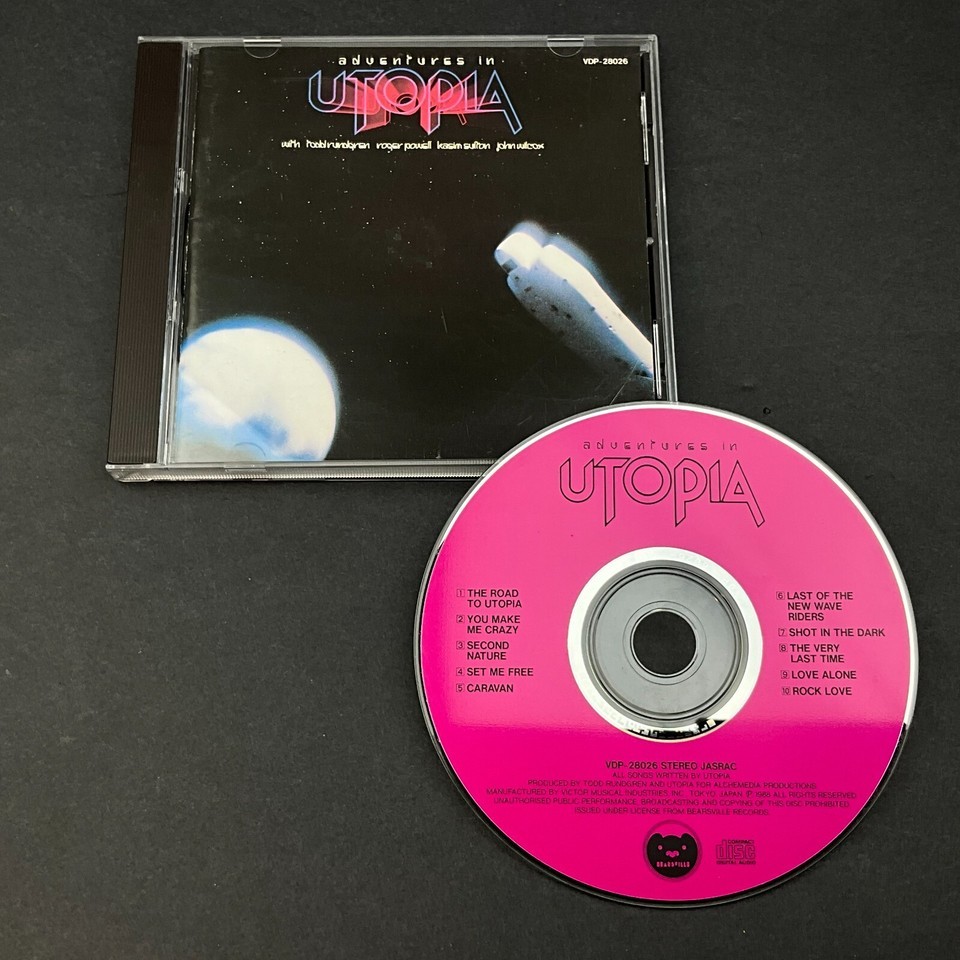 adventures in
UTOPIA
VDP-28026
with todd rundgren roger powell kasim sulton john wilcox
adventures in
UTOPIA
1 THE ROAD
TO UTOPIA
2 YOU MAKE
ME CRAZY
3 SECOND
NATURE
4 SET ME FREE
5 CARAVAN
6 LAST OF THE
NEW WAVE
RIDERS
7 SHOT IN THE DARK
8 THE VERY
LAST TIME
9 LOVE ALONE
10 ROCK LOVE
VDP-28026 STEREO JASRAC
ALL SONGS WRITTEN BY UTOPIA
PRODUCED BY TODD RUNDGREN AND UTOPIA FOR ALCHEMEDIA PRODUCTIONS
MANUFACTURED BY VICTOR MUSICAL INDUSTRIES, INC. TOKYO, JAPAN. ℗ ALL RIGHTS RESERVED.
UNAUTHORISED PUBLIC PERFORMANCE, BROADCASTING AND COPYING OF THIS DISC PROHIBITED.
ISSUED UNDER LICENSE FROM BEARSVILLE RECORDS.
BEARSVILLE
COMPACT
disc
DIGITAL AUDIO